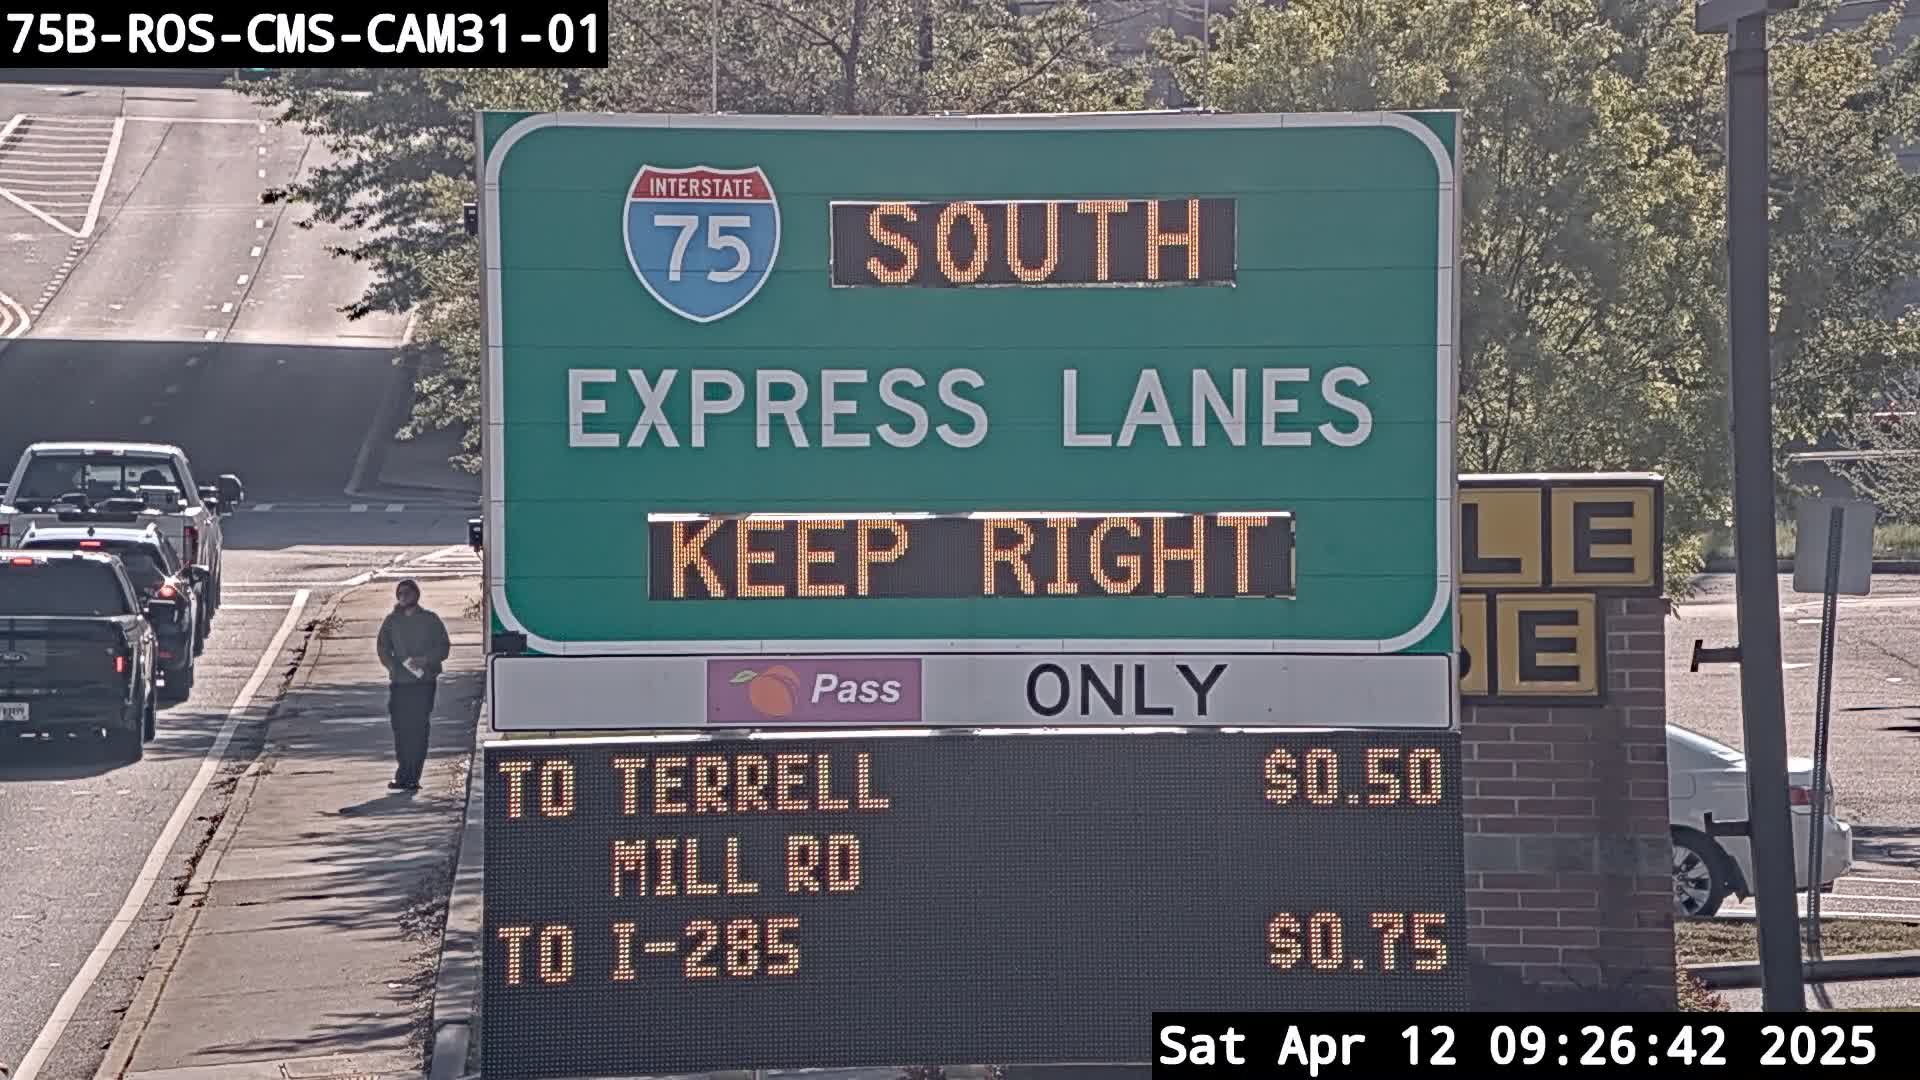 75B-ROS-CMS-CAM31-01
INTERSTATE
75
SOUTH
EXPRESS LANES
KEEP RIGHT
Pass ONLY
TO TERRELL $0.50
MILL RD
TO I-285 $0.75
LE
E
Sat Apr 12 09:26:42 2025